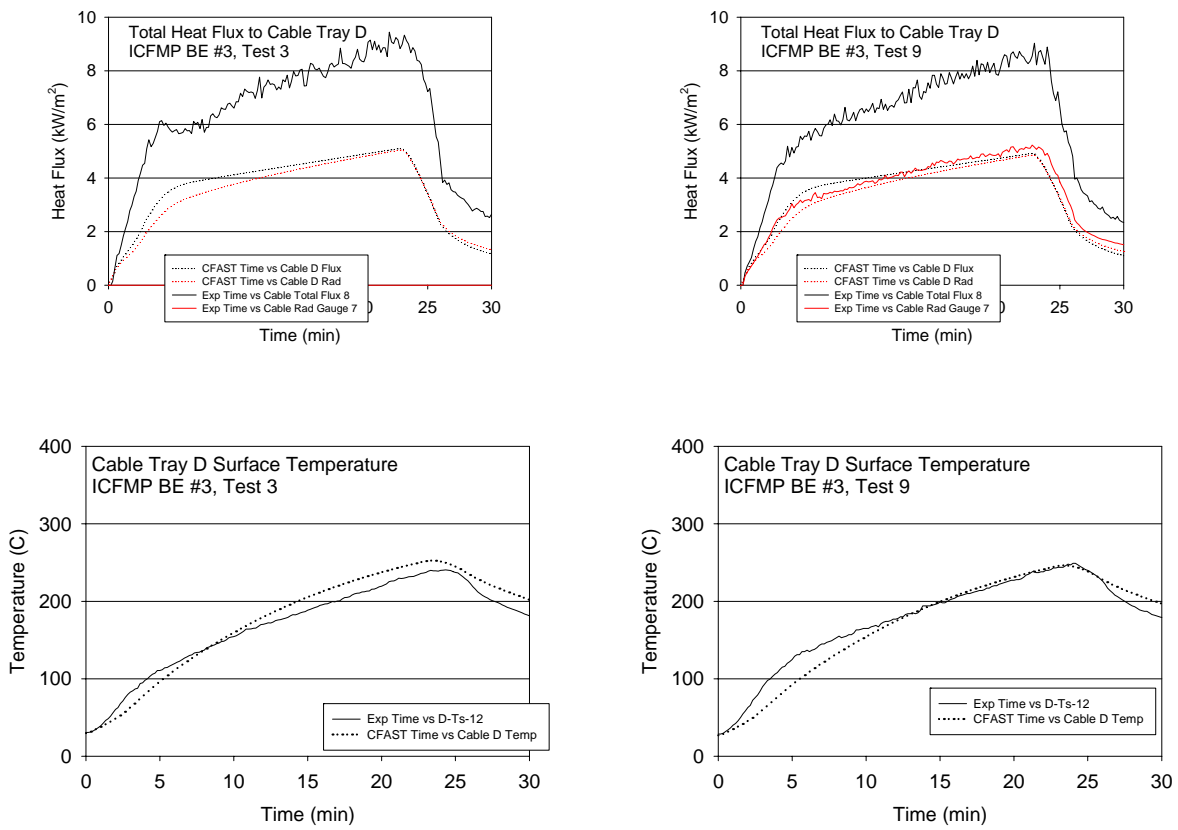 Total Heat Flux to Cable Tray D
ICFMP BE #3, Test 3
Heat Flux (kW/m²)
10
8
6
4
2
0
0
25
30
Time (min)
CFAST Time vs Cable D Flux
CFAST Time vs Cable D Rad
Exp Time vs Cable Total Flux 8
Exp Time vs Cable Rad Gauge 7
Total Heat Flux to Cable Tray D
ICFMP BE #3, Test 9
Heat Flux (kW/m²)
10
8
6
4
2
0
0
25
30
Time (min)
CFAST Time vs Cable D Flux
CFAST Time vs Cable D Rad
Exp Time vs Cable Total Flux 8
Exp Time vs Cable Rad Gauge 7
Cable Tray D Surface Temperature
ICFMP BE #3, Test 3
Temperature (C)
400
300
200
100
0
0 5 10 15 20 25 30
Time (min)
Exp Time vs D-Ts-12
CFAST Time vs Cable D Temp
Cable Tray D Surface Temperature
ICFMP BE #3, Test 9
Temperature (C)
400
300
200
100
0
0 5 10 15 20 25 30
Time (min)
Exp Time vs D-Ts-12
CFAST Time vs Cable D Temp